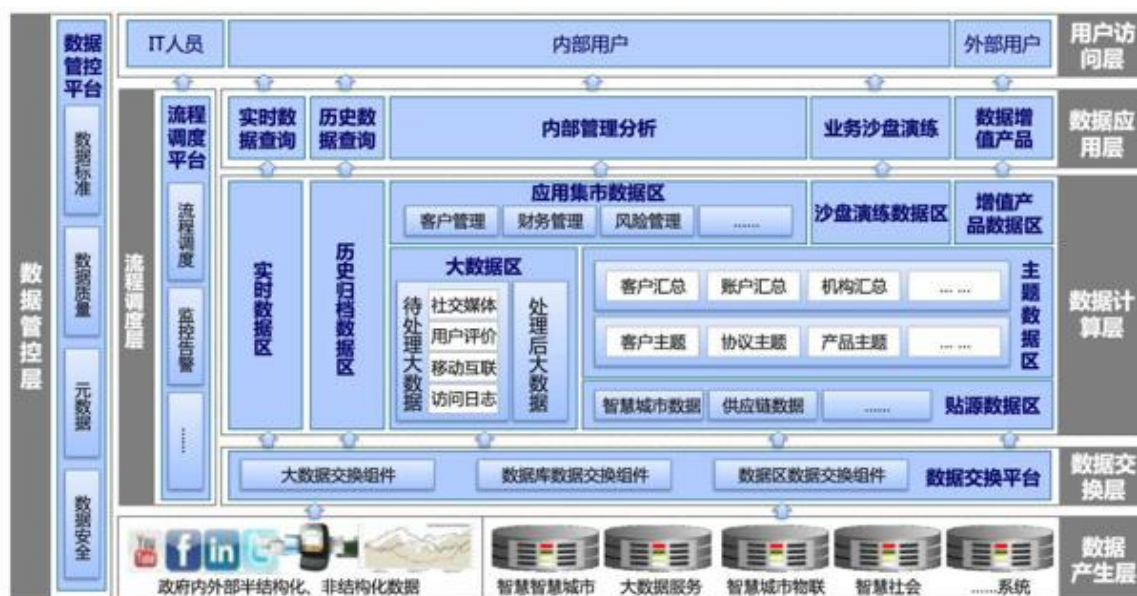 数据管控层
数据
管控平台
数据标准
数据质量
元数据
数据安全
IT人员
内部用户
外部用户
用户访
问层
流程调度层
流程
调度
平台
流程调度
监控告警
......
实时数
据查询
历史数
据查询
内部管理分析
业务沙盘演练
数据增
值产品
数据应
用层
实时数据区
历史归档数据区
应用集市数据区
客户管理
财务管理
风险管理
......
沙盘演练数据区
增值产
品数据区
大数据区
待处理大数据
社交媒体
用户评价
移动互联
访问日志
处理后大数据
客户汇总
账户汇总
机构汇总
... ...
客户主题
协议主题
产品主题
... ...
主题数据区
智慧城市数据
供应链数据
......
贴源数据区
数据计
算层
大数据交换组件
数据库数据交换组件
数据区数据交换组件
数据交换平台
数据交
换层
You
Tube
f
in
政府内外部半结构化、非结构化数据
智慧智慧城市
大数据服务
智慧城市物联
智慧社会
......系统
数据
产生层